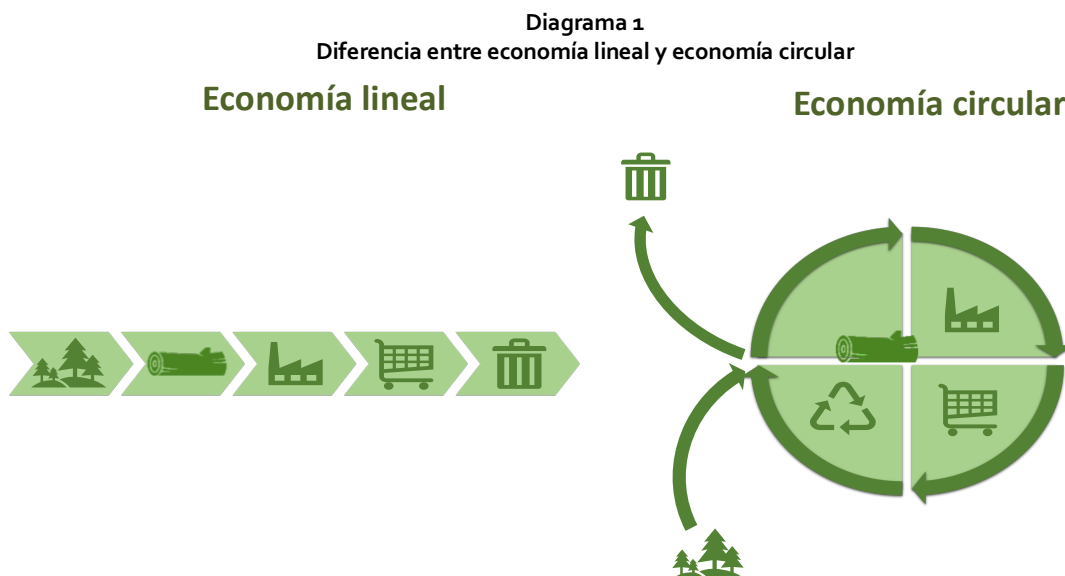 Diagrama 1
Diferencia entre economía lineal y economía circular
Economía lineal
Economía circular